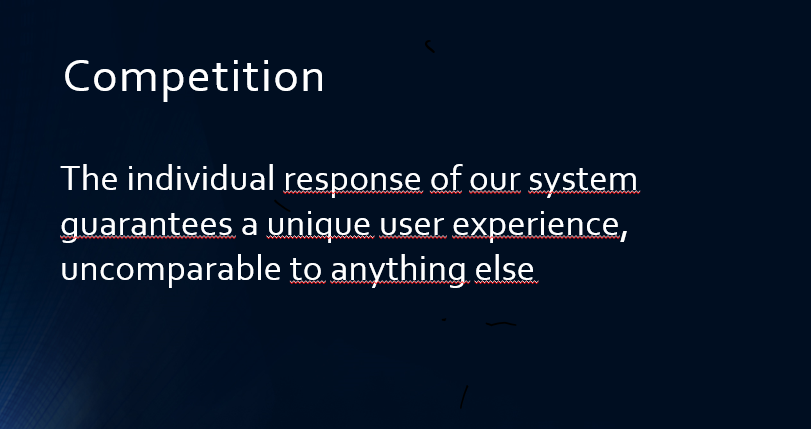 Competition
The individual response of our system
guarantees a unique user experience,
uncomparable to anything else